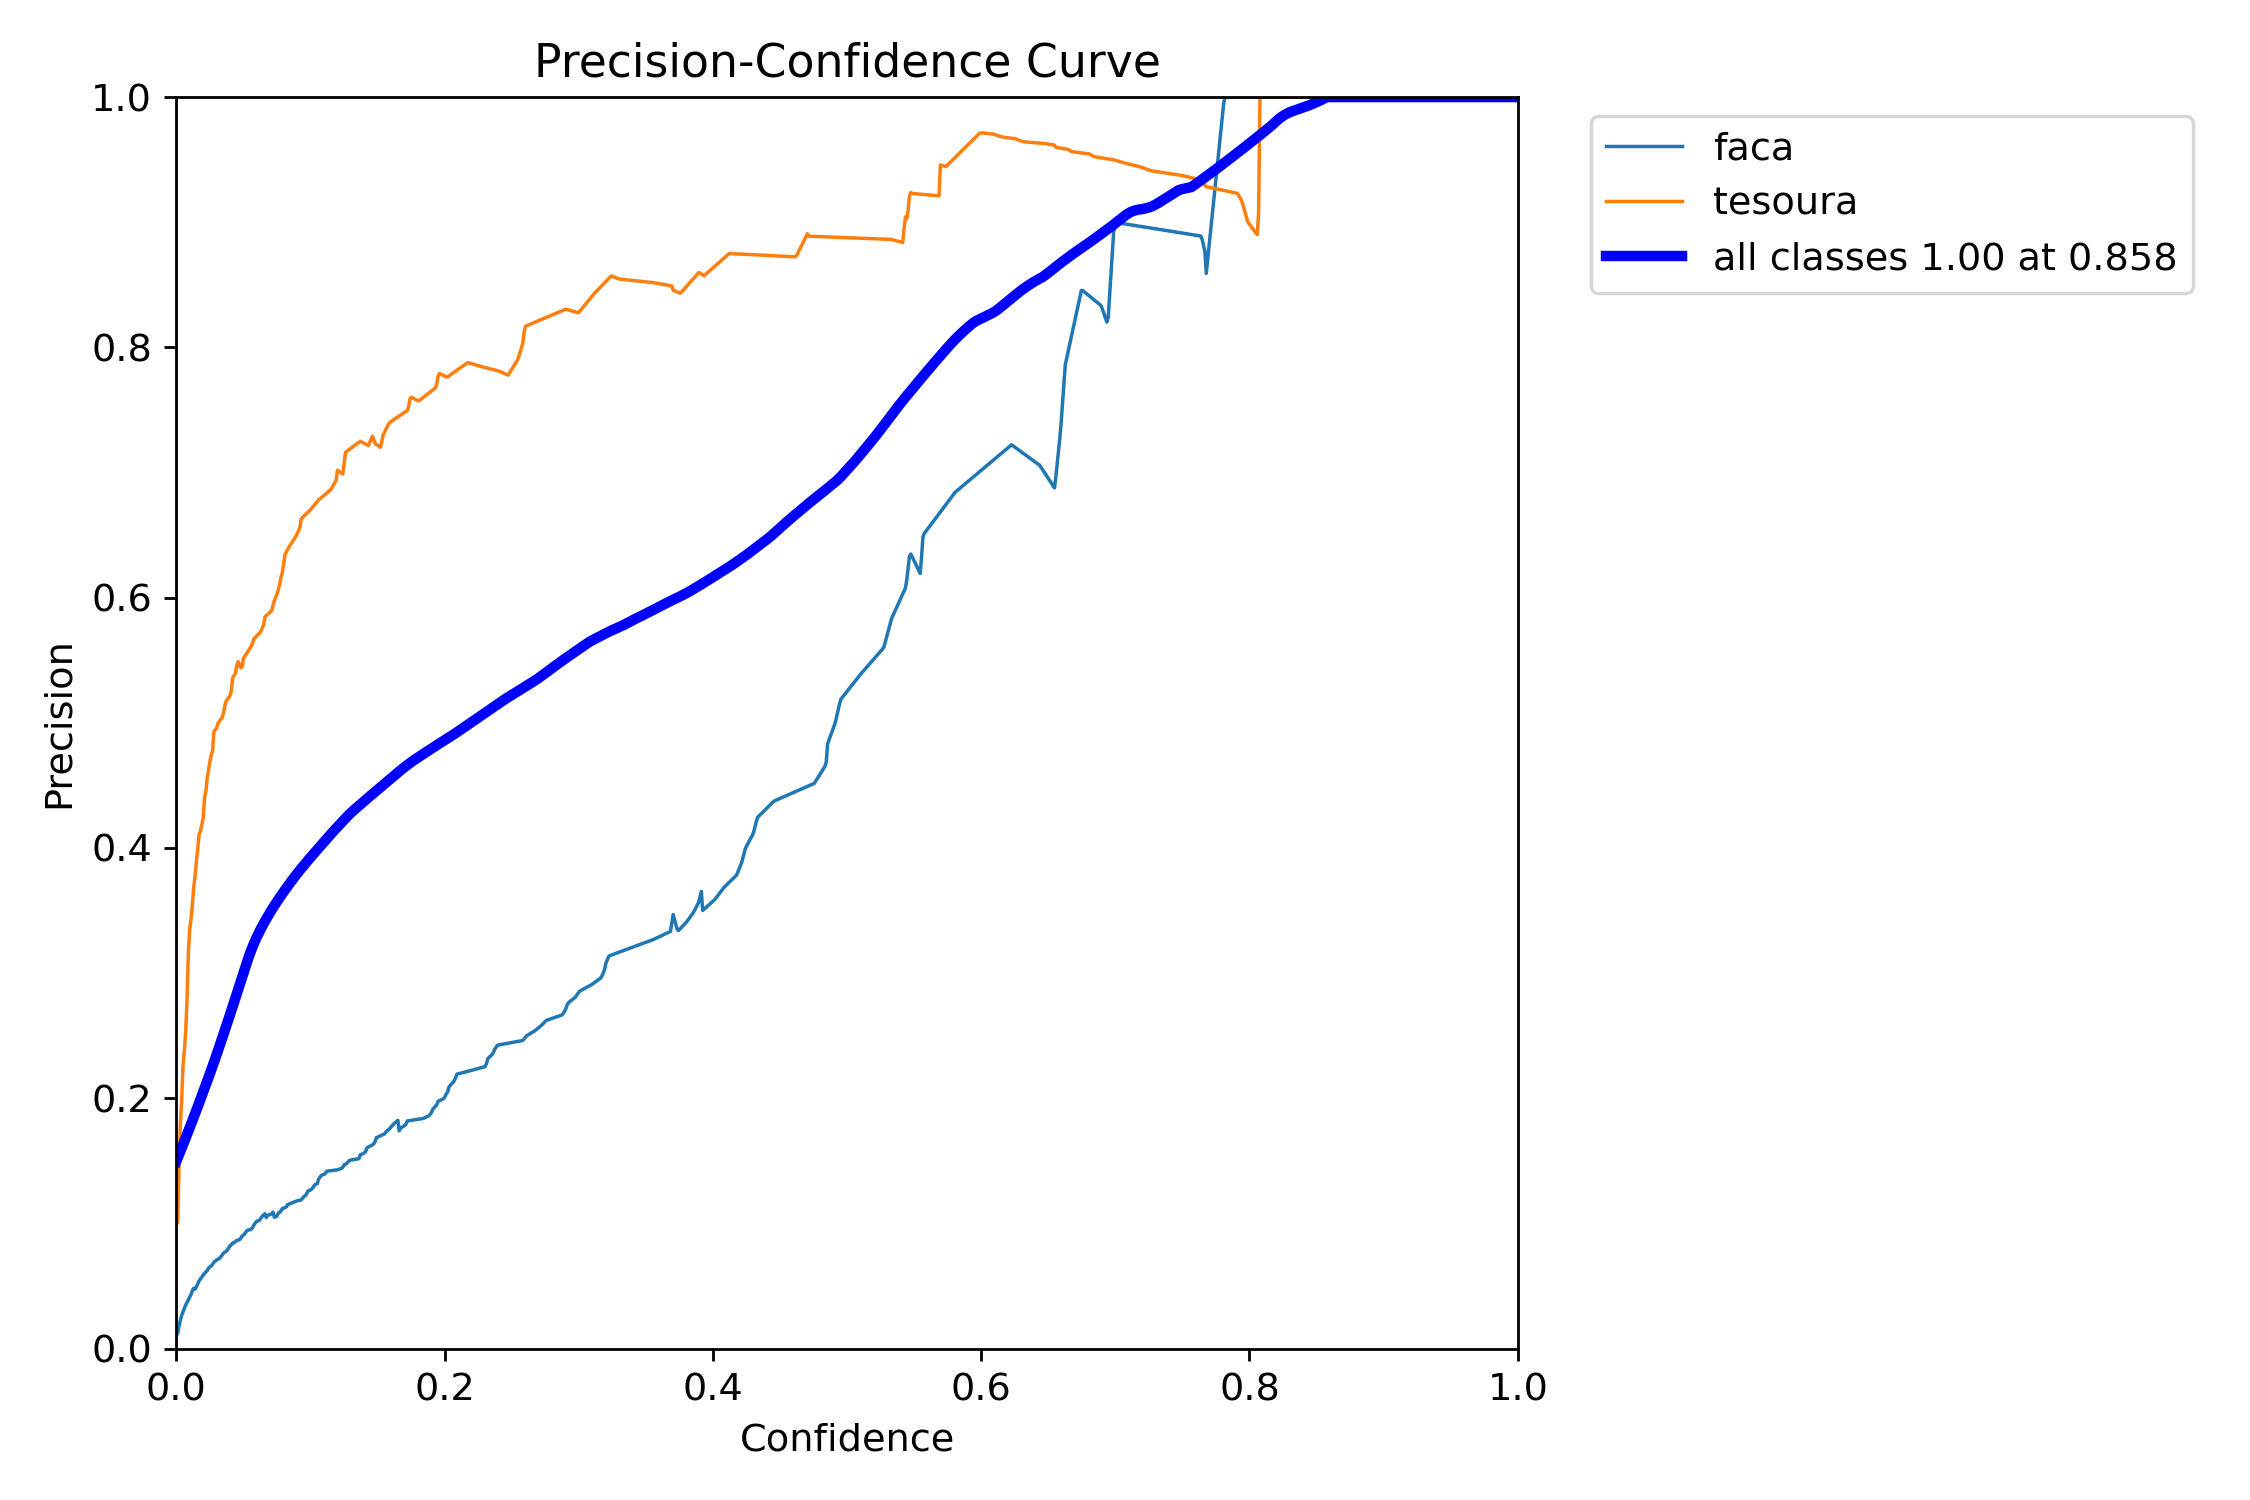 Precision-Confidence Curve
1.0
0.8
0.6
0.4
0.2
0.0
Precision
0.0 0.2 0.4 0.6 0.8 1.0
Confidence
faca
tesoura
all classes 1.00 at 0.858